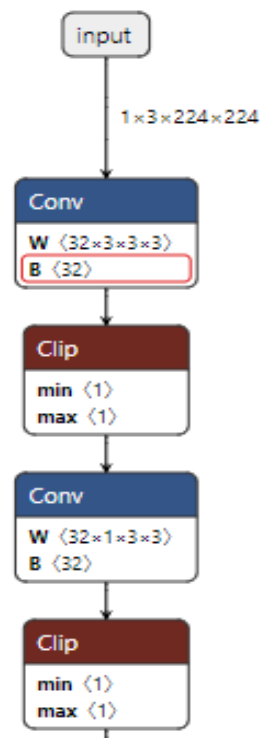 input
1×3×224×224
Conv
W ⟨32×3×3×3⟩
B ⟨32⟩
Clip
min ⟨1⟩
max ⟨1⟩
Conv
W ⟨32×1×3×3⟩
B ⟨32⟩
Clip
min ⟨1⟩
max ⟨1⟩